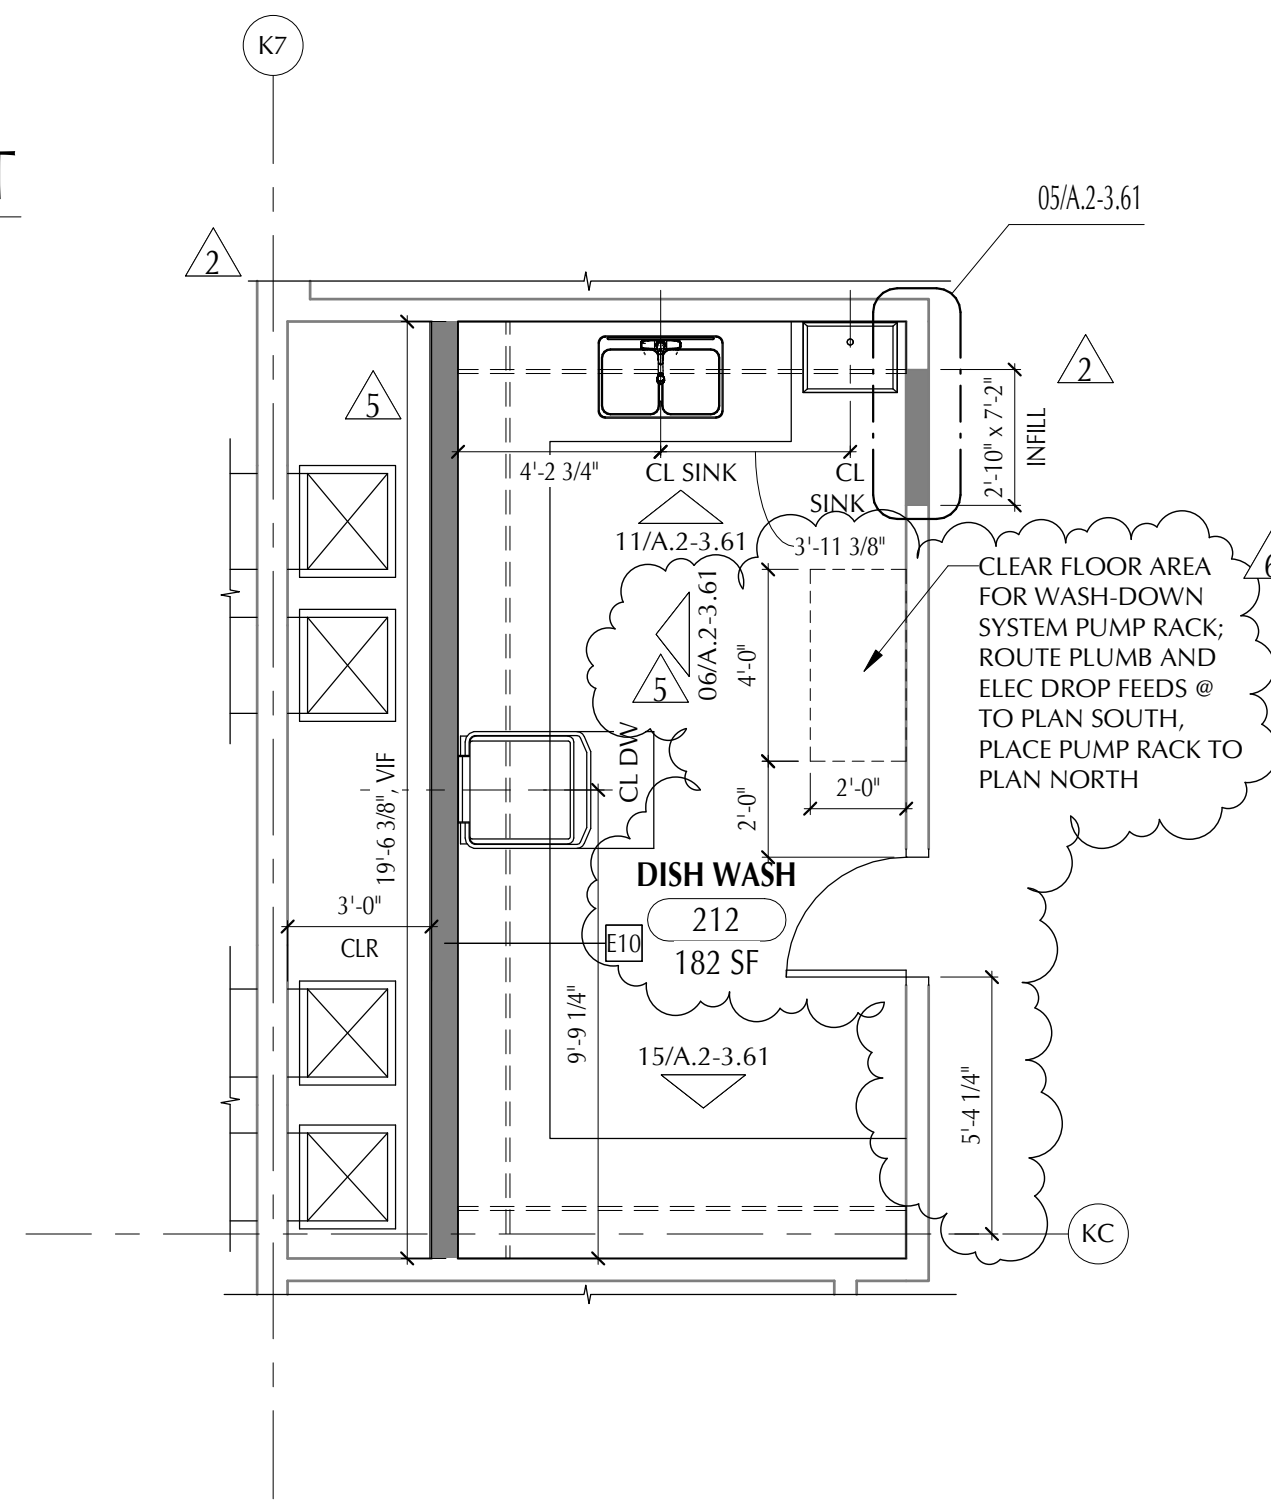 K7
T
05/A.2-3.61
2
2
5
2'-10" x 7'-2"
INFILL
4'-2 3/4"
CL SINK
CL
SINK
11/A.2-3.61
3'-11 3/8"
CLEAR FLOOR AREA
FOR WASH-DOWN
SYSTEM PUMP RACK;
ROUTE PLUMB AND
ELEC DROP FEEDS @
TO PLAN SOUTH,
PLACE PUMP RACK TO
PLAN NORTH
6
06/A.2-3.61
5
4'-0"
CL DW
2'-0"
2'-0"
19'-6 3/8", VIF
DISH WASH
212
182 SF
3'-0"
CLR
E10
9'-9 1/4"
15/A.2-3.61
5'-4 1/4"
KC